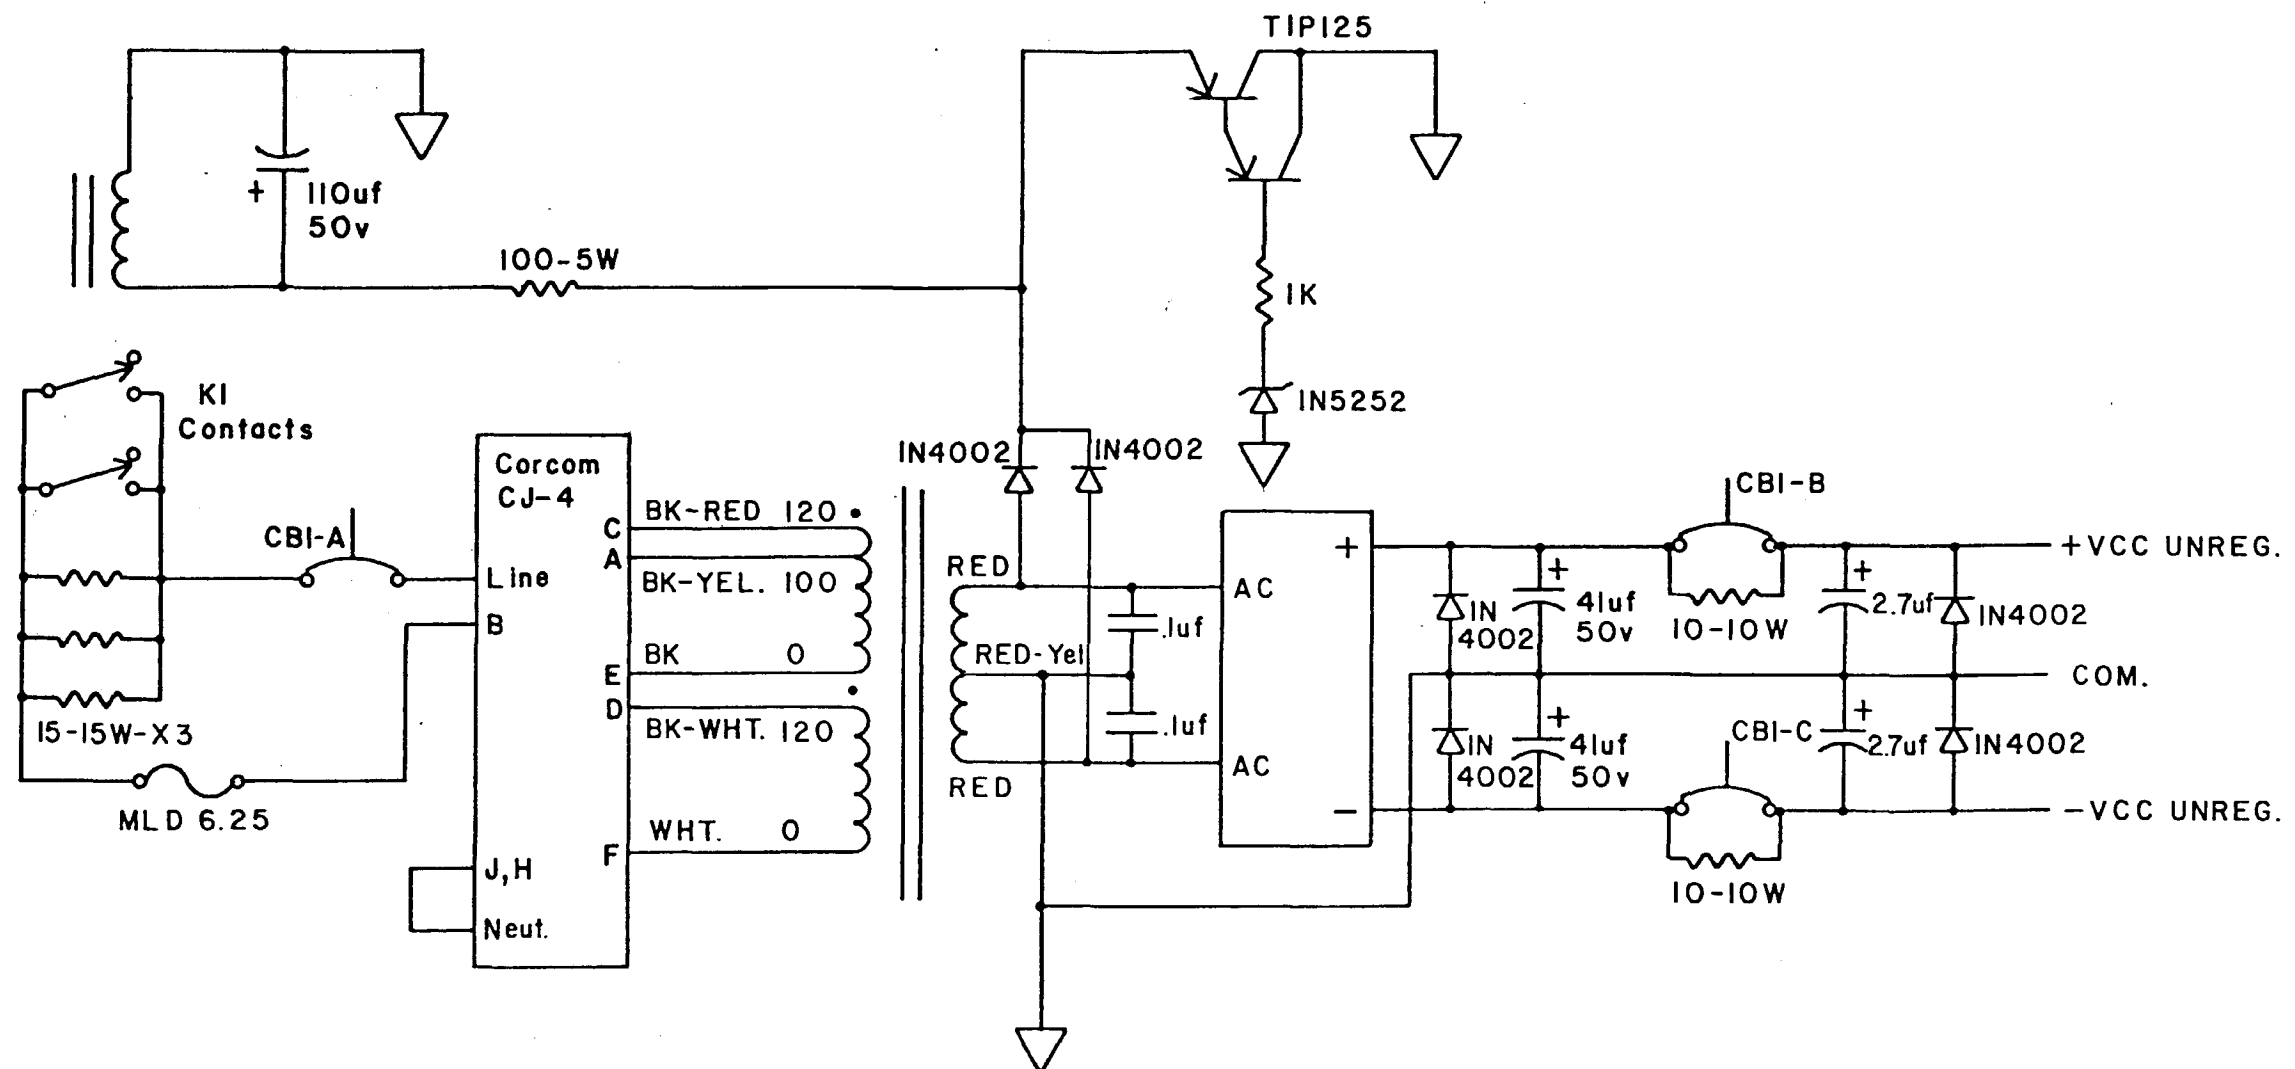 TIP125
+
110uf
50v
100-5W
1K
1N5252
K1
Contacts
1N4002
1N4002
Corcom
CJ-4
C
BK-RED 120
A
BK-YEL. 100
CB1-A
Line
B
BK 0
E
D
BK-WHT. 120
15-15W-X3
MLD 6.25
WHT. 0
F
J,H
Neut.
RED
AC
.1uf
RED-Yel
.1uf
AC
RED
+
−
CB1-B
+VCC UNREG.
1N
4002
+
41uf
50v
10-10W
+
2.7uf
1N4002
COM.
1N
4002
+
41uf
50v
CB1-C
+
2.7uf
1N4002
-VCC UNREG.
10-10W